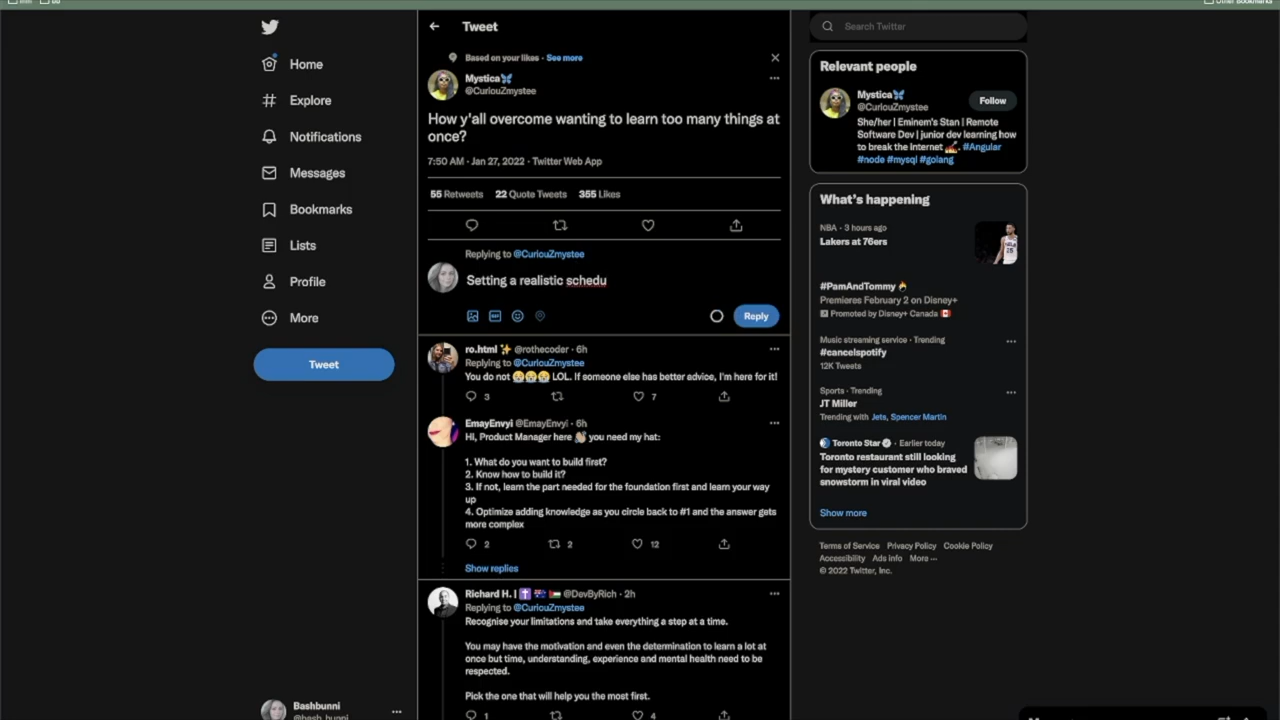 Other Bookmarks
Home
Explore
Notifications
Messages
Bookmarks
Lists
Profile
More
Tweet
Bashbunni
@bash_bunni
Tweet
Based on your likes · See more
Mystica🦋
@CurlouZmystee
How y'all overcome wanting to learn too many things at
once?
7:50 AM · Jan 27, 2022 · Twitter Web App
55 Retweets 22 Quote Tweets 355 Likes
Replying to @CurlouZmystee
Setting a realistic schedu
Reply
ro.html ✨ @rothecoder · 6h
Replying to @CurlouZmystee
You do not 😭😭😭 LOL. If someone else has better advice, I'm here for it!
3 7
EmayEnvyi @EmayEnvyi · 6h
Hi, Product Manager here 👋🏼 you need my hat:
1. What do you want to build first?
2. Know how to build it?
3. If not, learn the part needed for the foundation first and learn your way
up
4. Optimize adding knowledge as you circle back to #1 and the answer gets
more complex
2 2 12
Show replies
Richard H. | ✝️ 🇦🇺 🇵🇸 @DevByRich · 2h
Replying to @CurlouZmystee
Recognise your limitations and take everything a step at a time.
You may have the motivation and even the determination to learn a lot at
once but time, understanding, experience and mental health need to be
respected.
Pick the one that will help you the most first.
1 4
Search Twitter
Relevant people
Mystica🦋
@CurlouZmystee
Follow
She/her | Eminem's Stan | Remote
Software Dev | junior dev learning how
to break the Internet . #Angular
#node #mysql #golang
What's happening
NBA · 3 hours ago
Lakers at 76ers
#PamAndTommy
Premieres February 2 on Disney+
Promoted by Disney+ Canada 🇨🇦
Music streaming service · Trending
#cancelspotify
12K Tweets
Sports · Trending
JT Miller
Trending with Jets, Spencer Martin
Toronto Star · Earlier today
Toronto restaurant still looking
for mystery customer who braved
snowstorm in viral video
Show more
Terms of Service Privacy Policy Cookie Policy
Accessibility Ads info More ···
© 2022 Twitter, Inc.